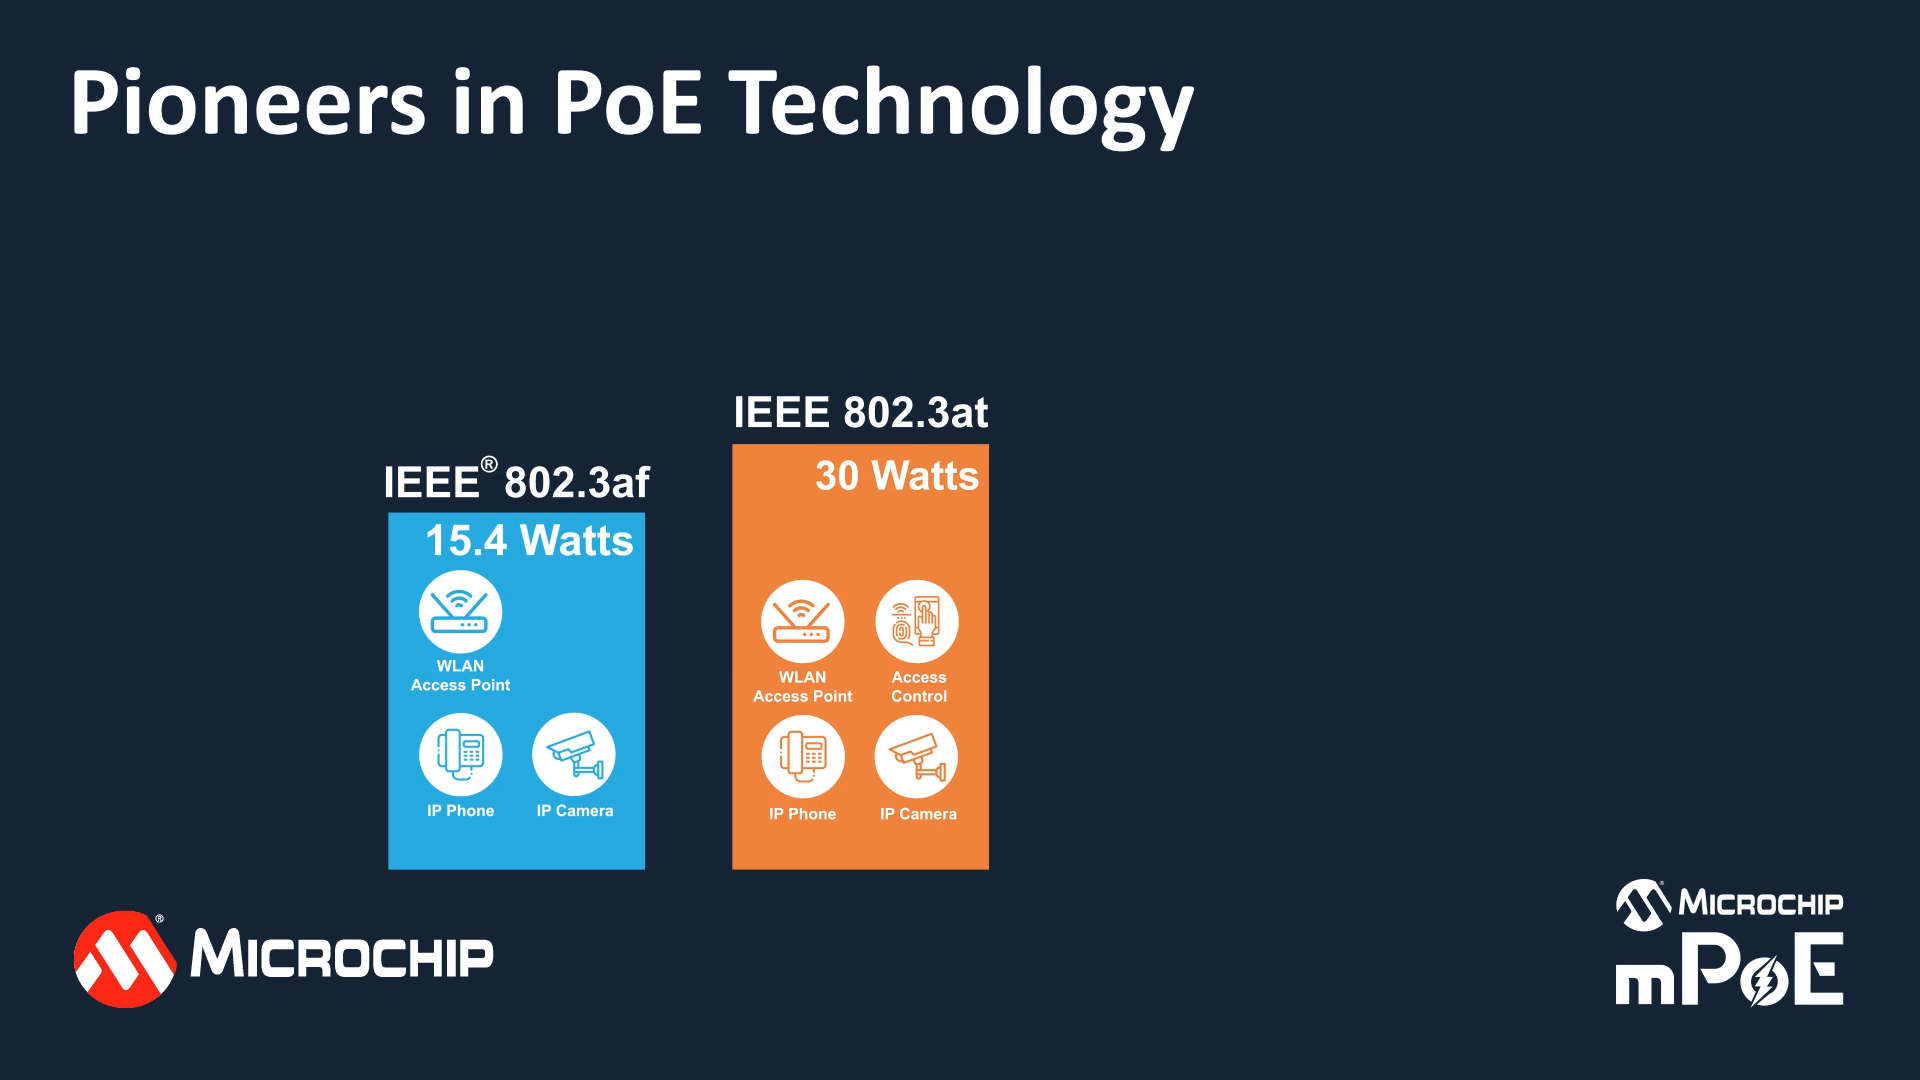 Pioneers in PoE Technology
IEEE® 802.3af
15.4 Watts
WLAN
Access Point
IP Phone
IP Camera
IEEE 802.3at
30 Watts
WLAN
Access Point
Access
Control
IP Phone
IP Camera
® MICROCHIP
MICROCHIP
mPoE